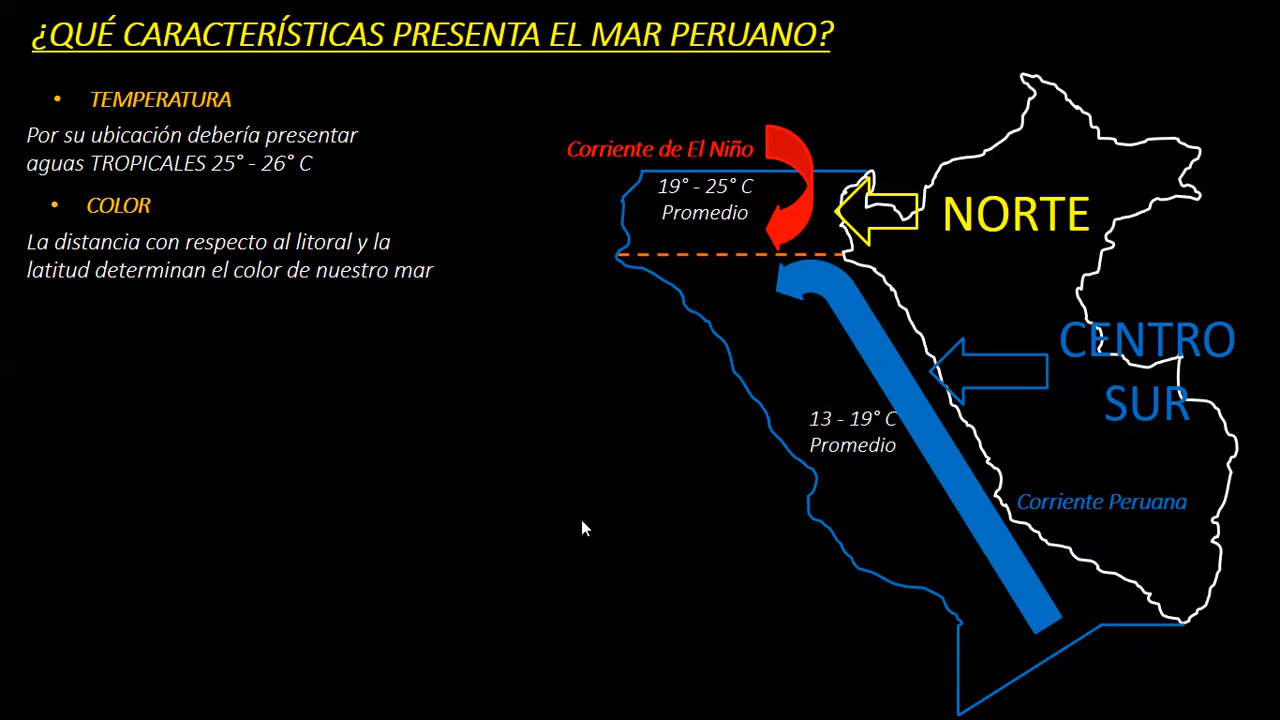 ¿QUÉ CARACTERÍSTICAS PRESENTA EL MAR PERUANO?
• TEMPERATURA
Por su ubicación debería presentar
aguas TROPICALES 25° - 26° C
• COLOR
La distancia con respecto al litoral y la
latitud determinan el color de nuestro mar
Corriente de El Niño
19° - 25° C
Promedio
NORTE
CENTRO
SUR
13 - 19° C
Promedio
Corriente Peruana